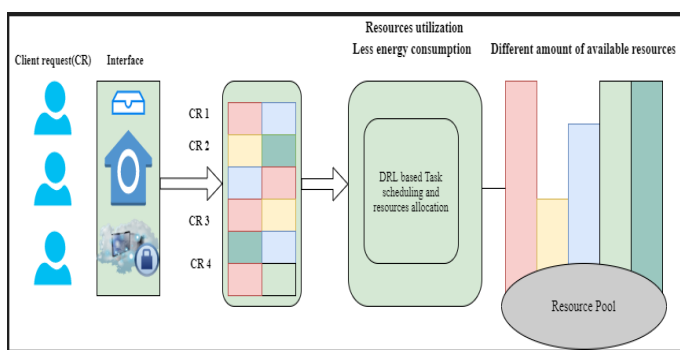 Resources utilization
Less energy consumption
Different amount of available resources
Client request(CR)
Interface
CR 1
CR 2
CR 3
CR 4
DRL based Task
scheduling and
resources allocation
Resource Pool